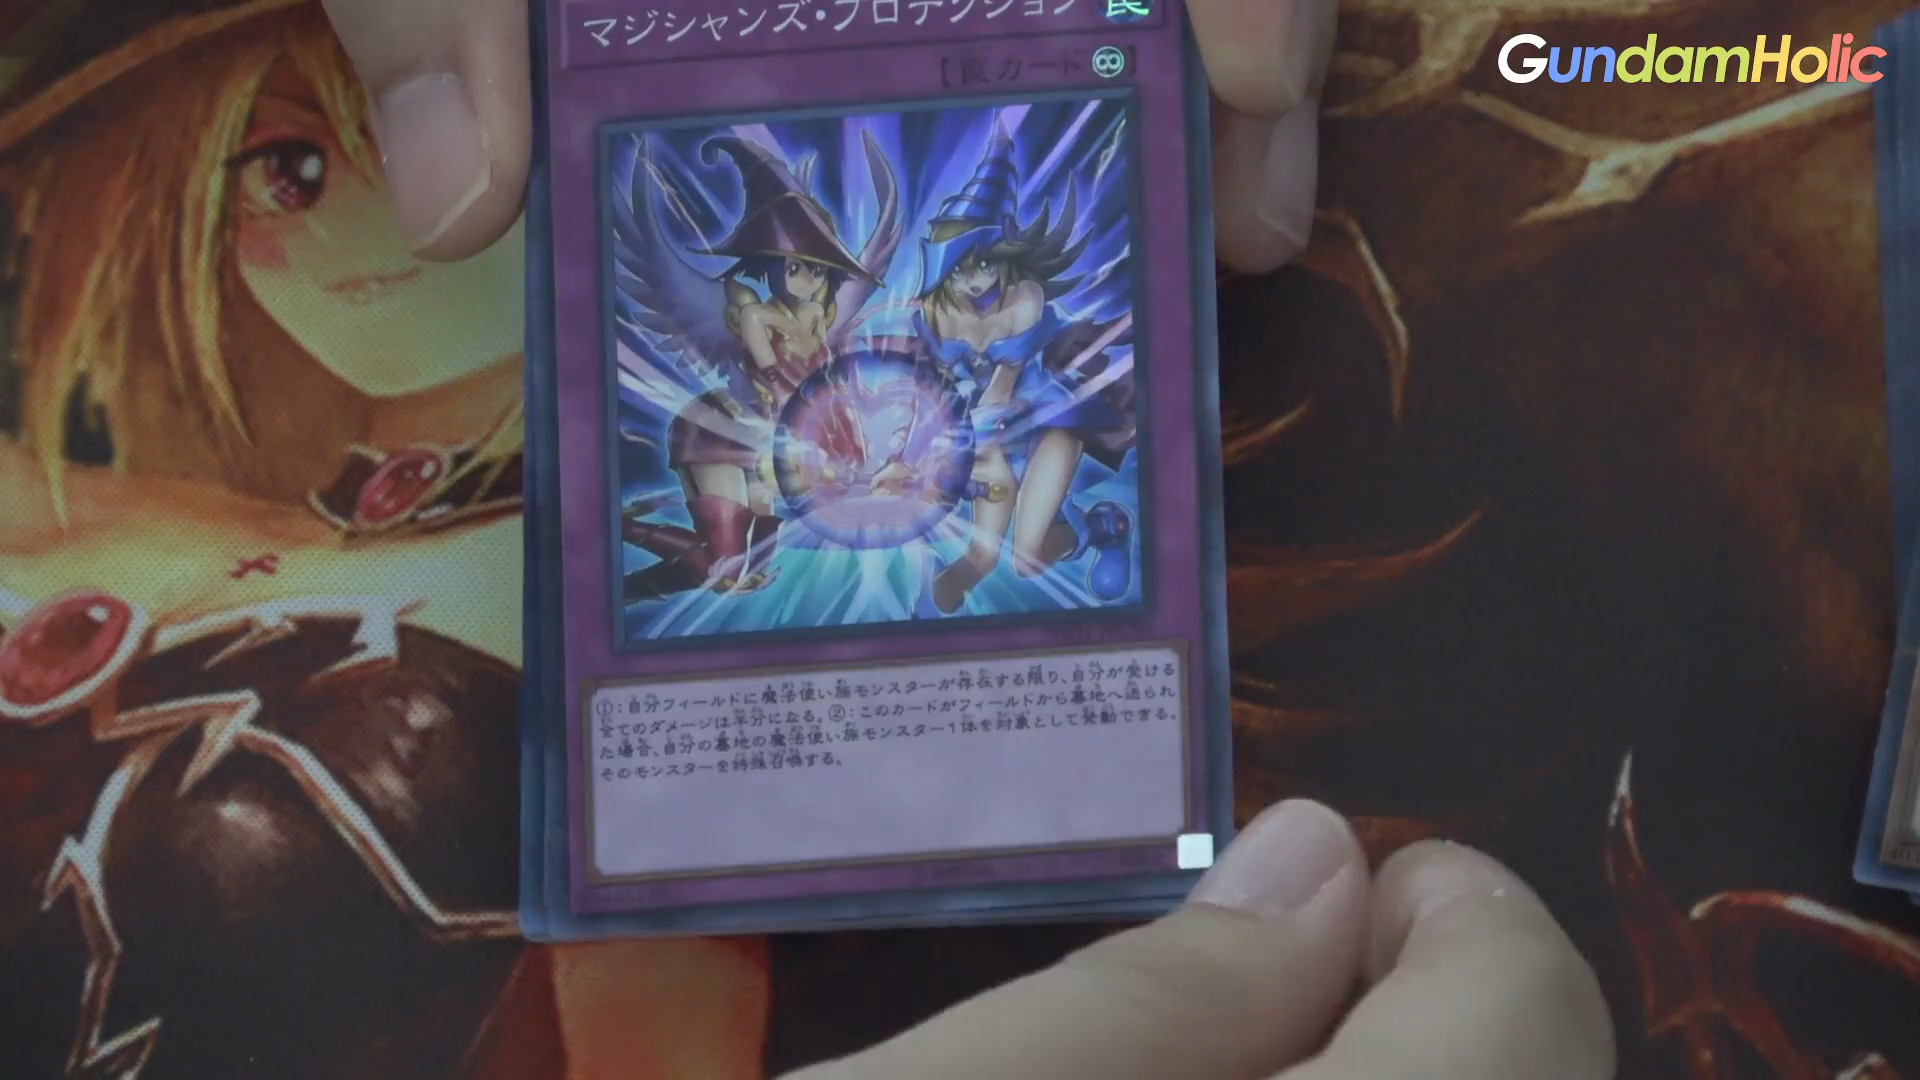 GundamHolic
マジシャンズ・プロテクション 罠
【罠カード∞】
①:自分フィールドに魔法使い族モンスターが存在する限り、自分が受ける
全てのダメージは半分になる。②:このカードがフィールドから墓地へ送られ
た場合、自分の墓地の魔法使い族モンスター1体を対象として発動できる。
そのモンスターを特殊召喚する。